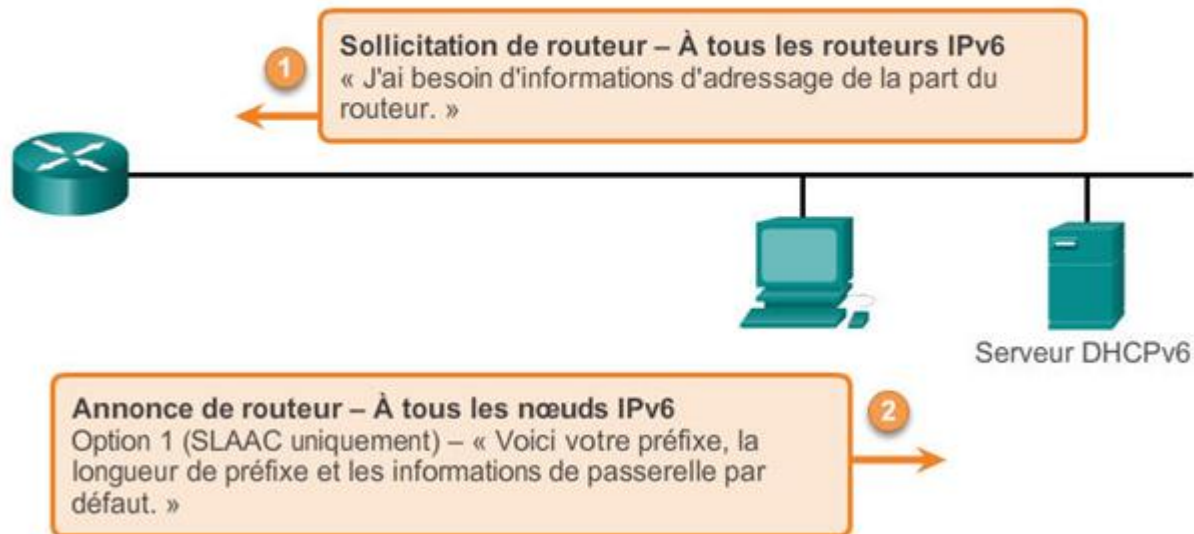 1
Sollicitation de routeur – À tous les routeurs IPv6
« J'ai besoin d'informations d'adressage de la part du
routeur. »
Serveur DHCPv6
Annonce de routeur – À tous les nœuds IPv6
Option 1 (SLAAC uniquement) – « Voici votre préfixe, la
longueur de préfixe et les informations de passerelle par
défaut. »
2